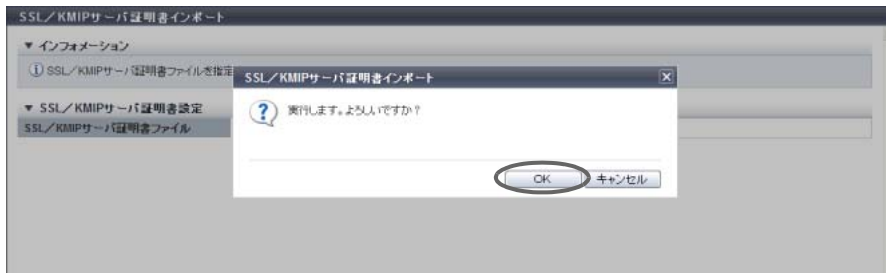 SSL/KMIPサーバ証明書インポート
▼ インフォメーション
SSL/KMIPサーバ証明書ファイルを指定
▼ SSL/KMIPサーバ証明書設定
SSL/KMIPサーバ証明書ファイル
SSL/KMIPサーバ証明書インポート
実行します。よろしいですか?
OK
キャンセル